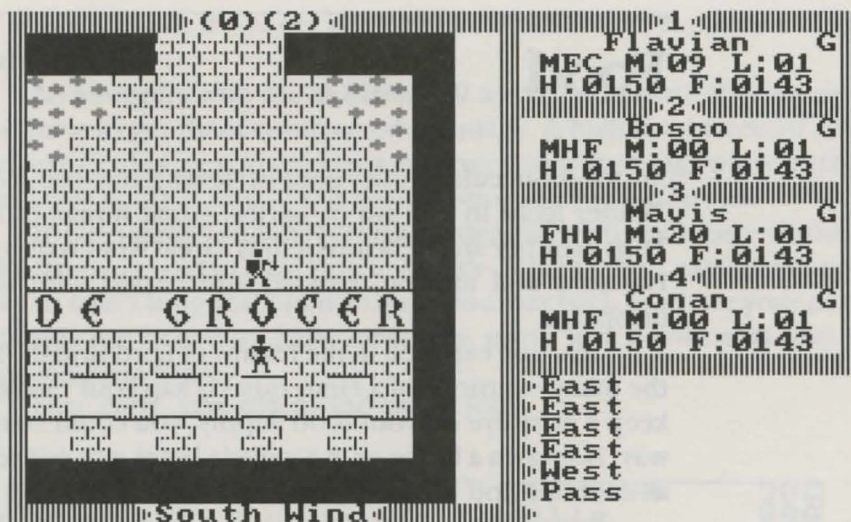 (0)(2)
DE GROCER
South Wind
1
Flavian G
MEC M:09 L:01
H:0150 F:0143
2
Bosco G
MHF M:00 L:01
H:0150 F:0143
3
Mavis G
FHW M:20 L:01
H:0150 F:0143
4
Conan G
MHF M:00 L:01
H:0150 F:0143
East
East
East
East
West
Pass